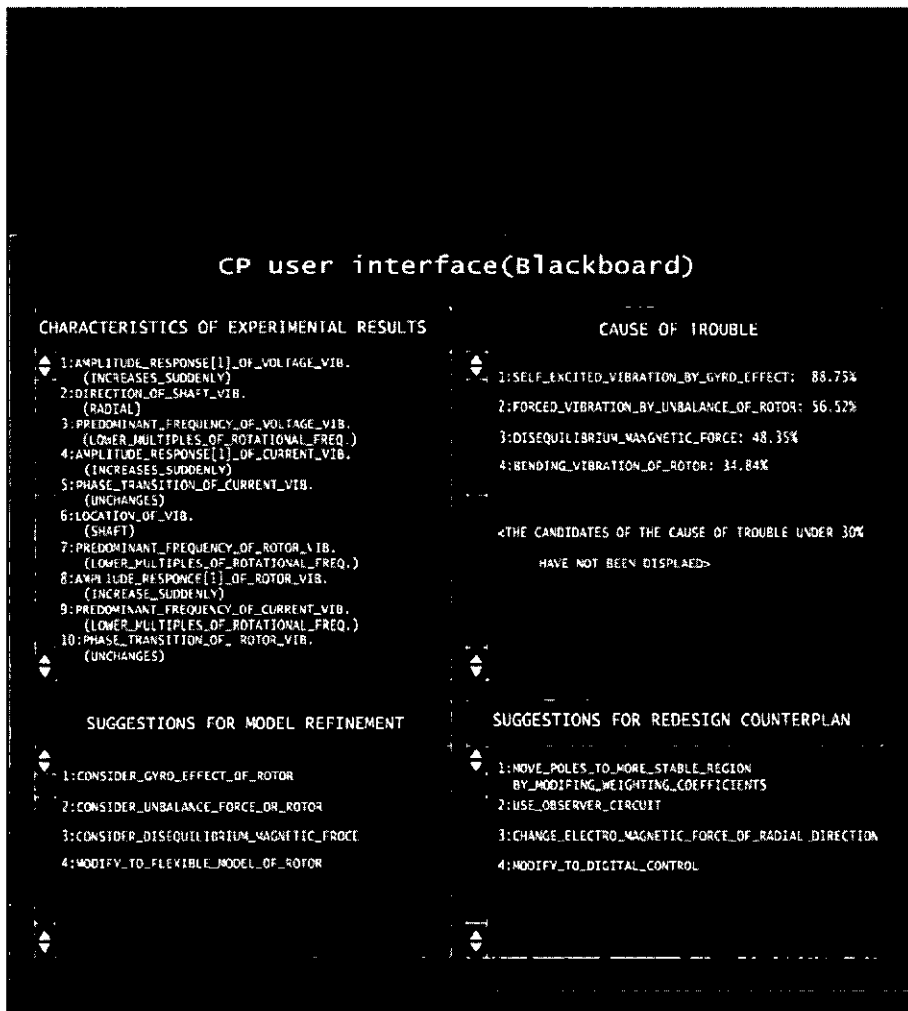 CP user interface(Blackboard)
CHARACTERISTICS OF EXPERIMENTAL RESULTS
1:AMPLITUDE_RESPONSE[1]_OF_VOLTAGE_VIB.
(INCREASES_SUDDENLY)
2:DIRECTION_OF_SHAFT_VIB.
(RADIAL)
3:PREDOMINANT_FREQUENCY_OF_VOLTAGE_VIB.
(LOWER_MULTIPLES_OF_ROTATIONAL_FREQ.)
4:AMPLITUDE_RESPONSE[1]_OF_CURRENT_VIB.
(INCREASES_SUDDENLY)
5:PHASE_TRANSITION_OF_CURRENT_VIB.
(UNCHANGES)
6:LOCATION_OF_VIB.
(SHAFT)
7:PREDOMINANT_FREQUENCY_OF_ROTOR_VIB.
(LOWER_MULTIPLES_OF_ROTATIONAL_FREQ.)
8:AMPLIUDE_RESPONCE[1]_OF_ROTOR_VIB.
(INCREASE_SUDDENLY)
9:PREDOMINANT_FREQUENCY_OF_CURRENT_VIB.
(LOWER_MULTIPLES_OF_ROTATIONAL_FREQ.)
10:PHASE_TRANSITION_OF_ ROTOR_VIB.
(UNCHANGES)
CAUSE OF TROUBLE
1:SELF_EXCITED_VIBRATION_BY_GYRO_EFFECT: 88.75%
2:FORCED_VIBRATION_BY_UNBALANCE_OF_ROTOR: 56.52%
3:DISEQUILIBRIUM_MANGNETIC_FORCE: 48.35%
4:BENDING_VIBRATION_OF_ROTOR: 34.84%
<THE CANDIDATES OF THE CAUSE OF TROUBLE UNDER 30%
HAVE NOT BEEN DISPLAED>
SUGGESTIONS FOR MODEL REFINEMENT
1:CONSIDER_GYRO_EFFECT_OF_ROTOR
2:CONSIDER_UNBALANCE_FORCE_OR_ROTOR
3:CONSIDER_DISEQUILIBRIUM_MAGNETIC_FROCE
4:MODIFY_TO_FLEXIBLE_MODEL_OF_ROTOR
SUGGESTIONS FOR REDESIGN COUNTERPLAN
1:MOVE_POLES_TO_MORE_STABLE_REGION
BY_MODIFING_WEIGHTING_COEFFICIENTS
2:USE_OBSERVER_CIRCUIT
3:CHANGE_ELECTRO_MAGNETIC_FORCE_OF_RADIAL_DIRECTION
4:MODIFY_TO_DIGITAL_CONTROL